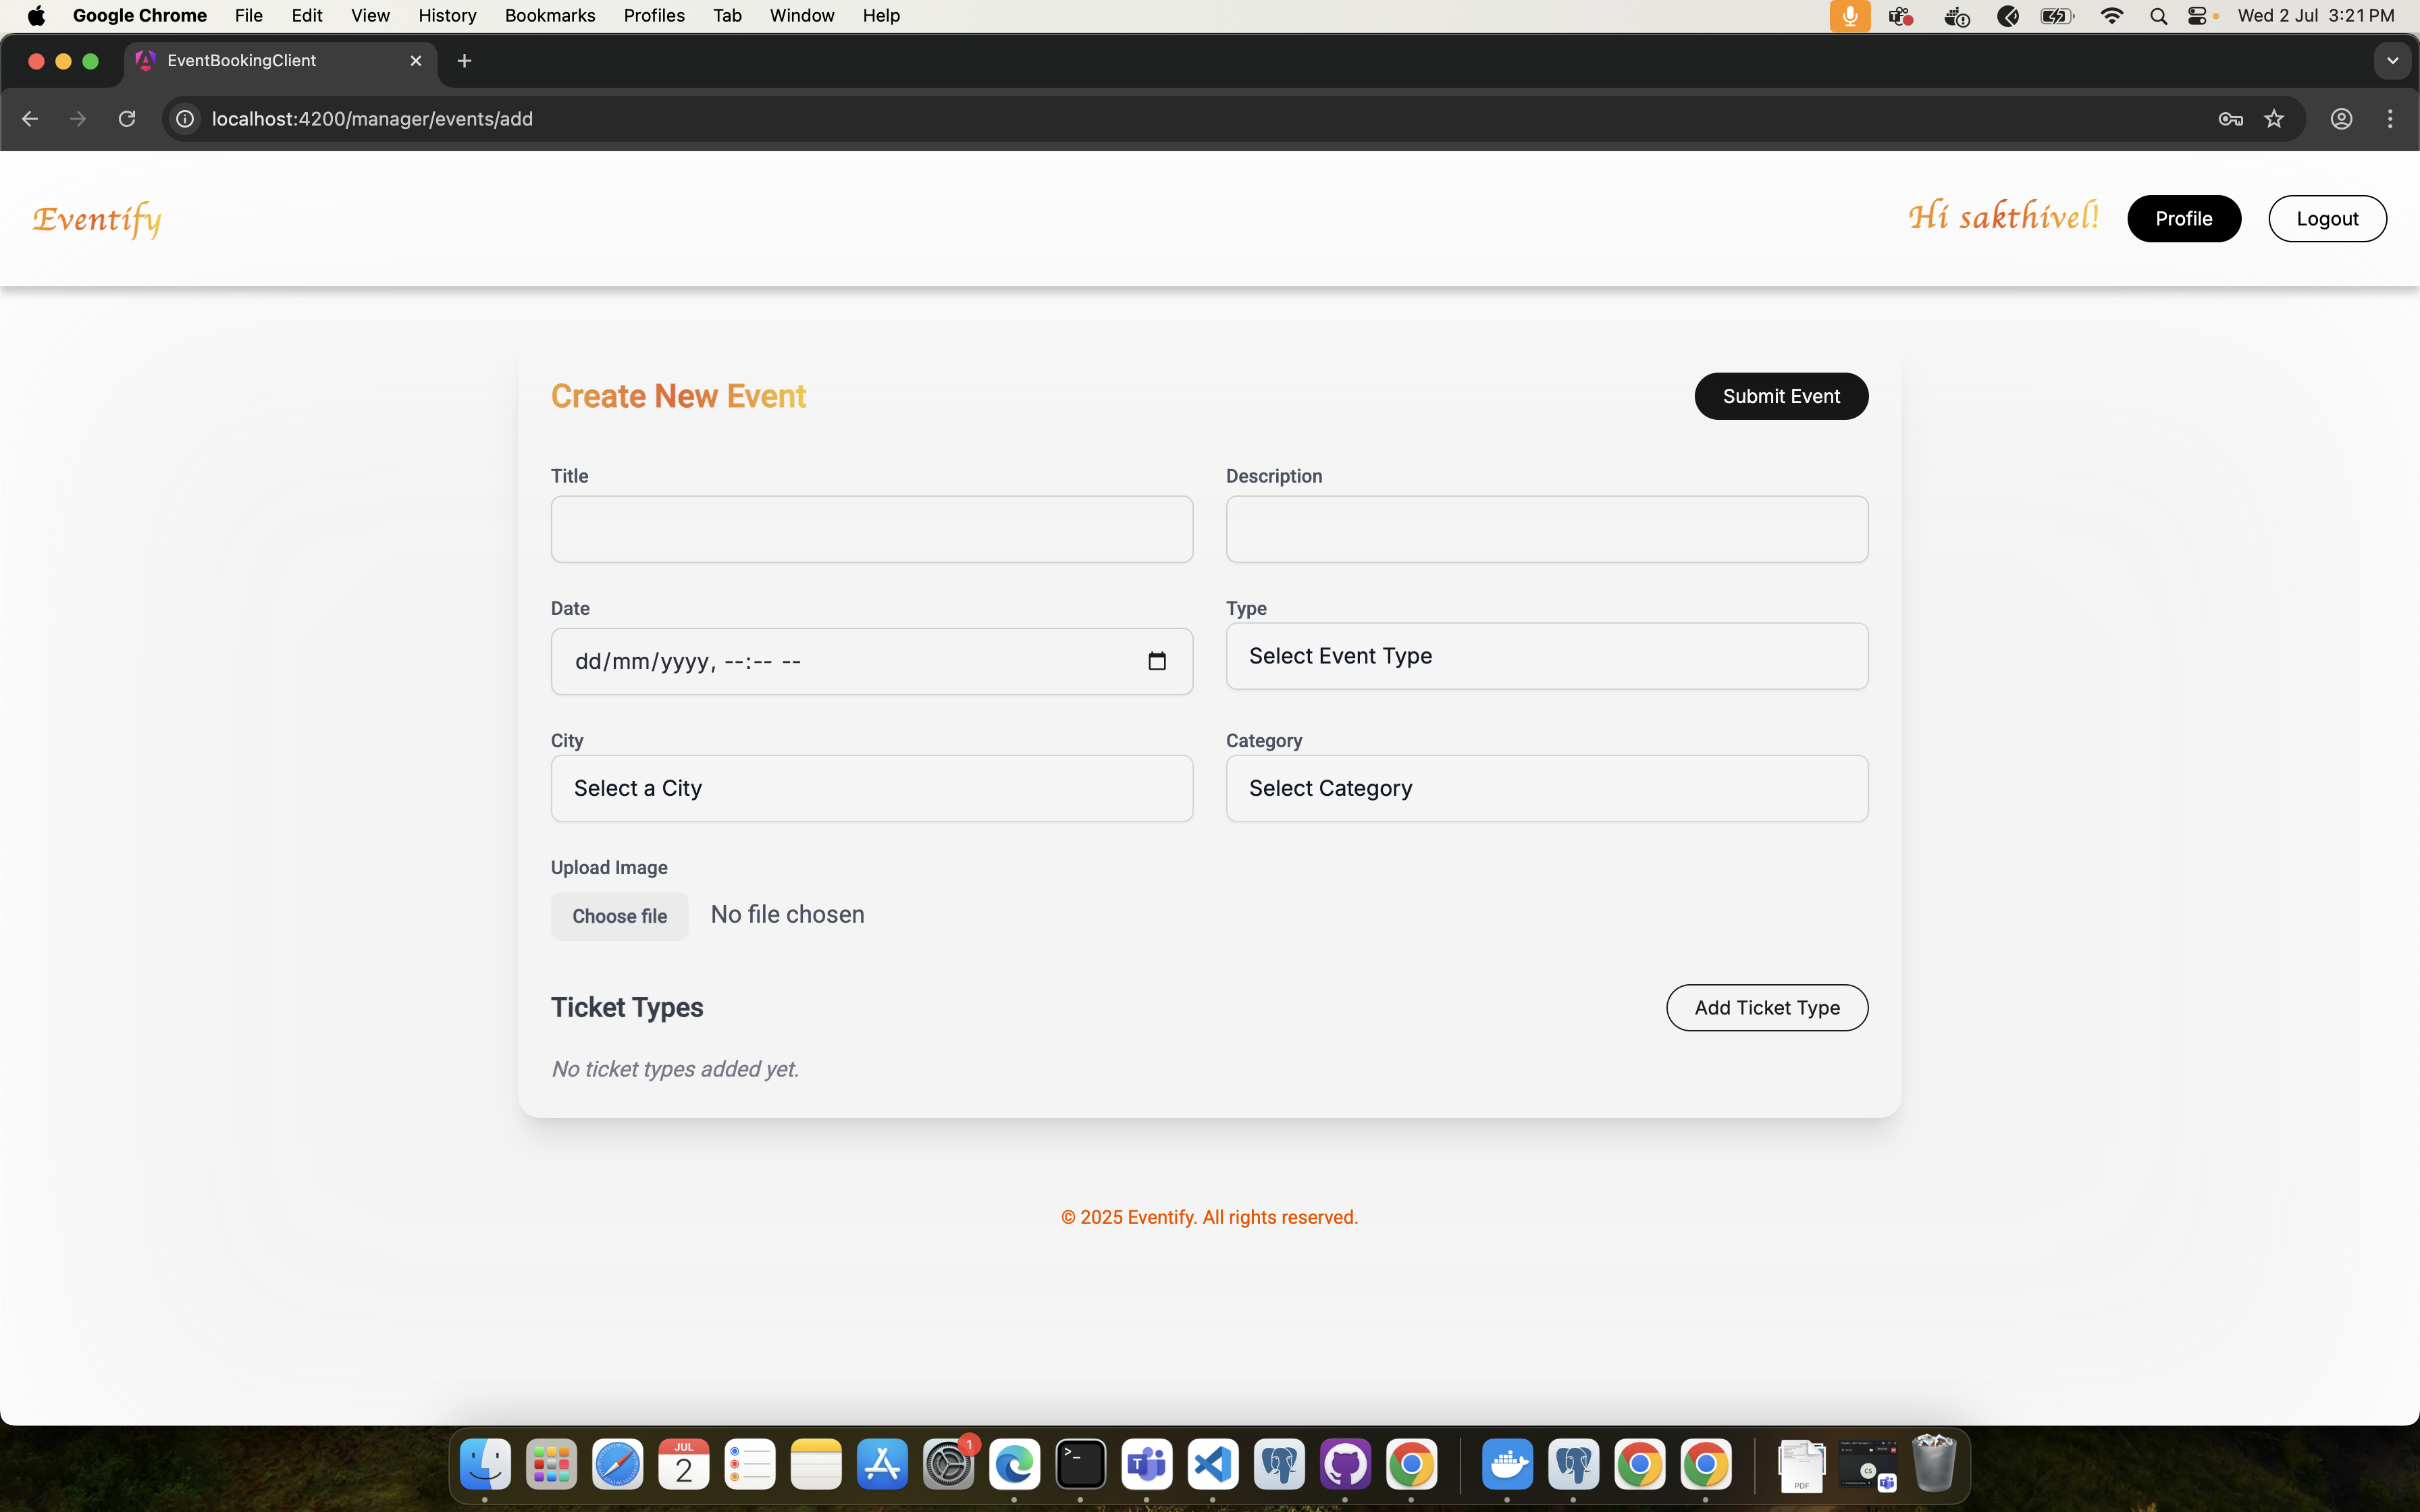 Google Chrome File Edit View History Bookmarks Profiles Tab Window Help Wed 2 Jul 3:21 PM
EventBookingClient
localhost:4200/manager/events/add
Eventify Hi sakthivel! Profile Logout
Create New Event Submit Event
Title Description
Date Type
dd/mm/yyyy, --:-- -- Select Event Type
City Category
Select a City Select Category
Upload Image
Choose file No file chosen
Ticket Types Add Ticket Type
No ticket types added yet.
© 2025 Eventify. All rights reserved.
JUL
2
1
T
PDF
CS